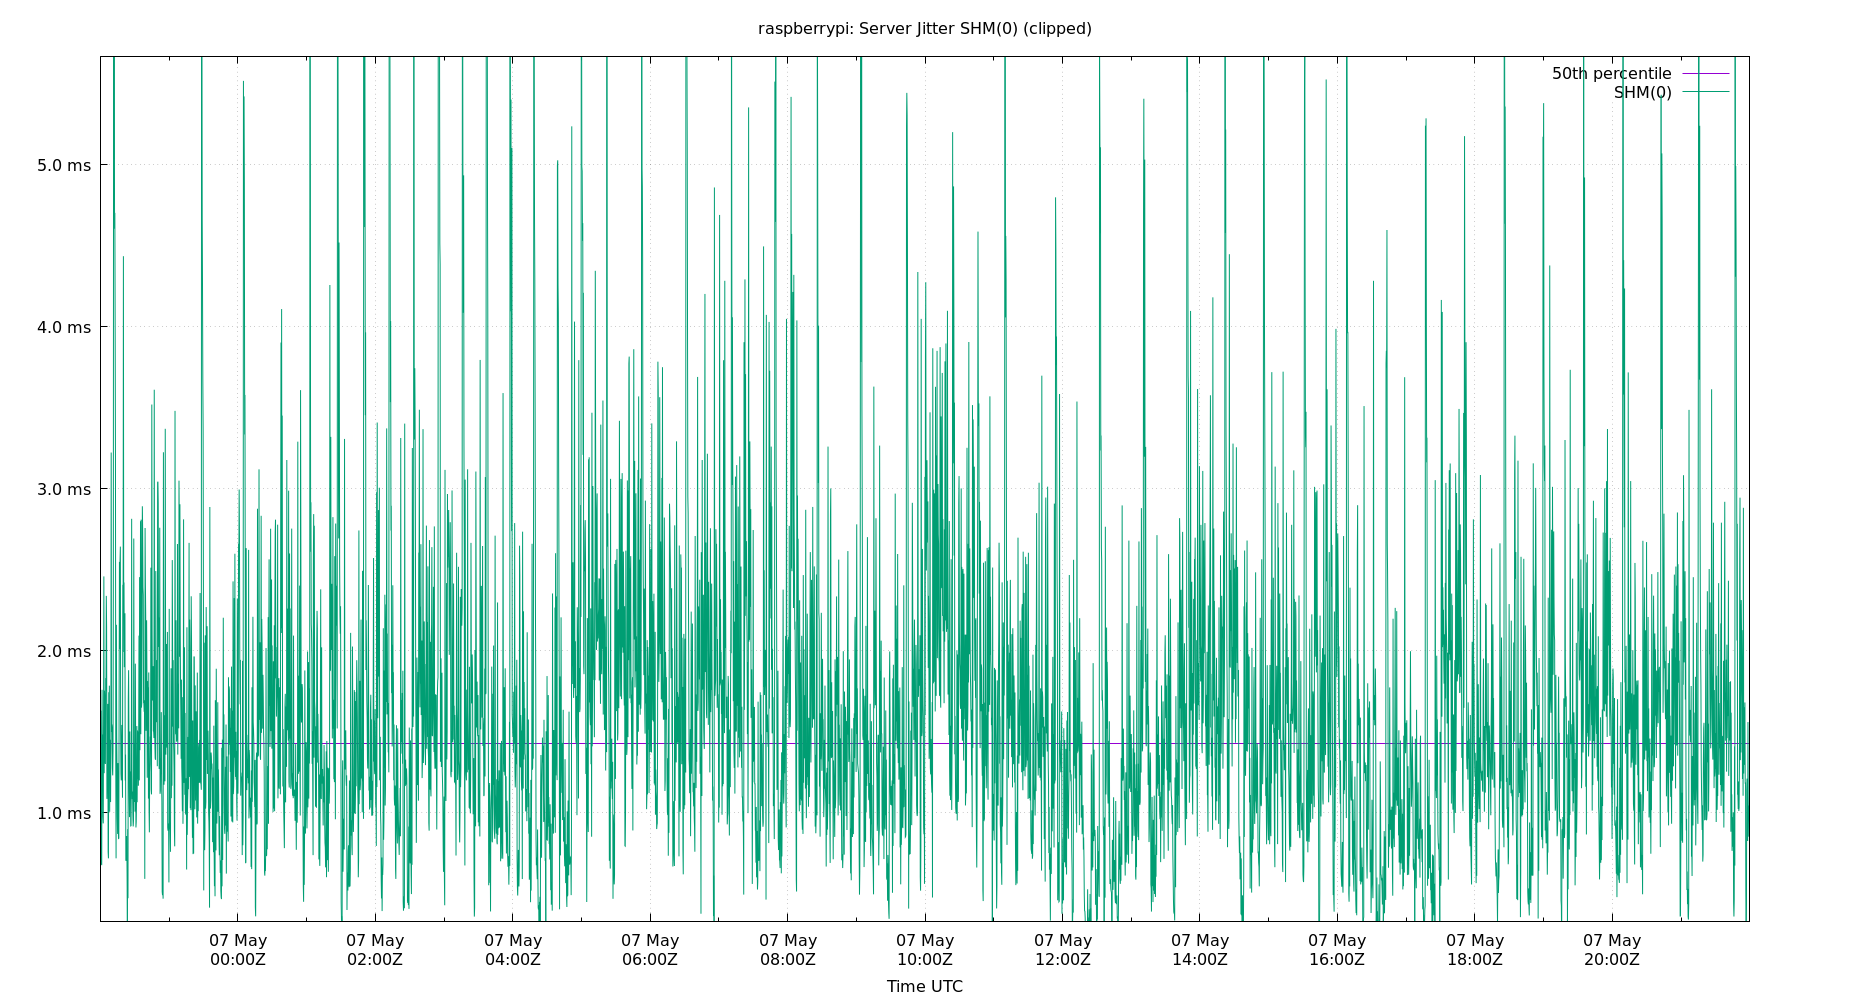 raspberrypi: Server Jitter SHM(0) (clipped)
50th percentile
SHM(0)
5.0 ms
4.0 ms
3.0 ms
2.0 ms
1.0 ms
07 May 07 May 07 May 07 May 07 May 07 May 07 May 07 May 07 May 07 May 07 May
00:00Z 02:00Z 04:00Z 06:00Z 08:00Z 10:00Z 12:00Z 14:00Z 16:00Z 18:00Z 20:00Z
Time UTC